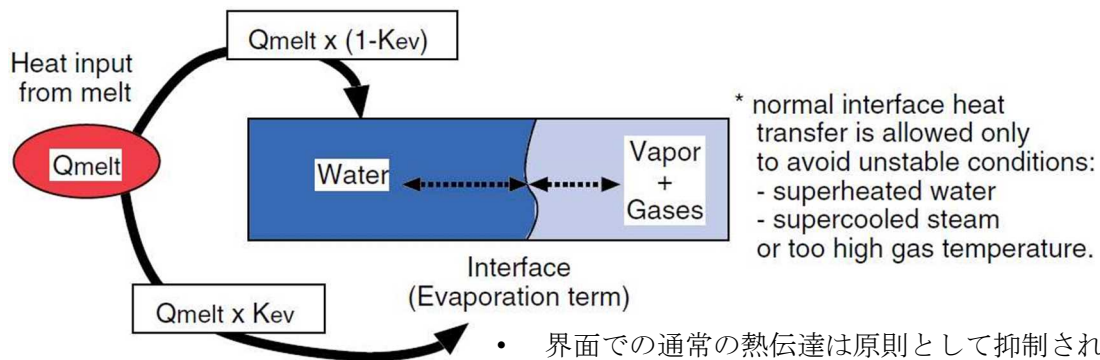 Qmelt x (1-Kev)
Heat input
from melt
Qmelt
Water
Vapor
+
Gases
* normal interface heat
transfer is allowed only
to avoid unstable conditions:
- superheated water
- supercooled steam
or too high gas temperature.
Interface
(Evaporation term)
Qmelt x Kev
• 界面での通常の熱伝達は原則として抑制され